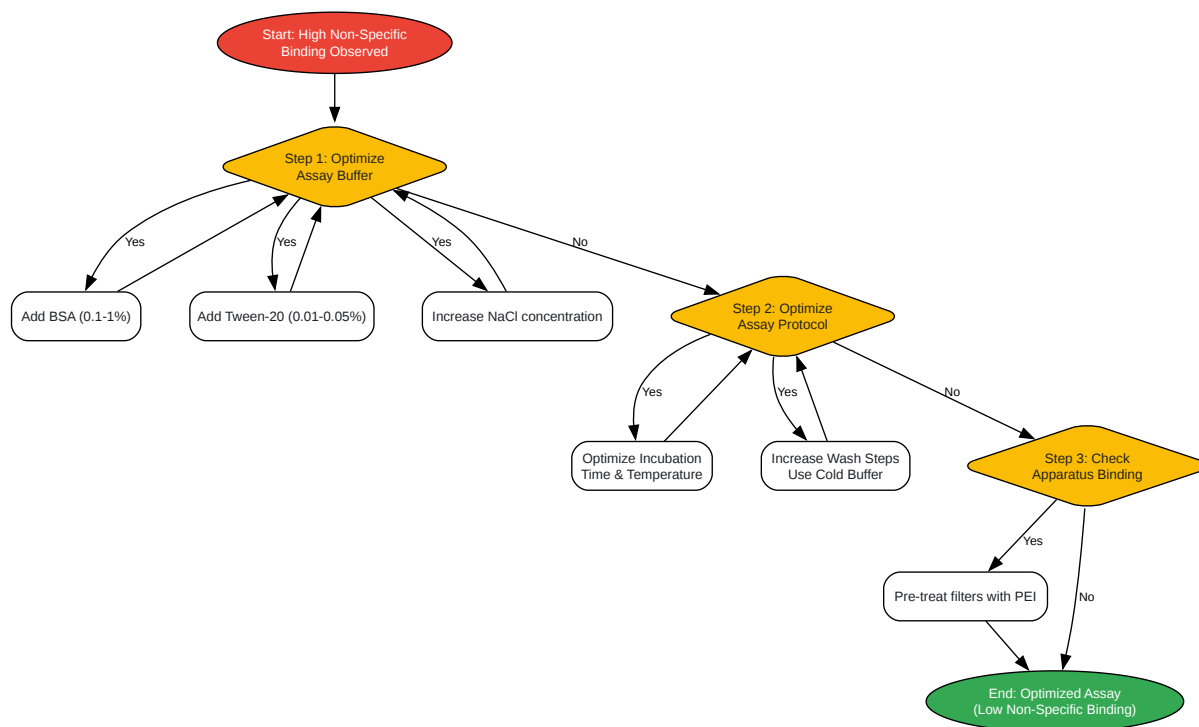 Start: High Non-Specific
Binding Observed
Step 1: Optimize
Assay Buffer
Yes
Yes
Yes
No
Add BSA (0.1-1%)
Add Tween-20 (0.01-0.05%)
Increase NaCl concentration
Step 2: Optimize
Assay Protocol
Yes
Yes
No
Optimize Incubation
Time & Temperature
Increase Wash Steps
Use Cold Buffer
Step 3: Check
Apparatus Binding
Yes
No
Pre-treat filters with PEI
End: Optimized Assay
(Low Non-Specific Binding)